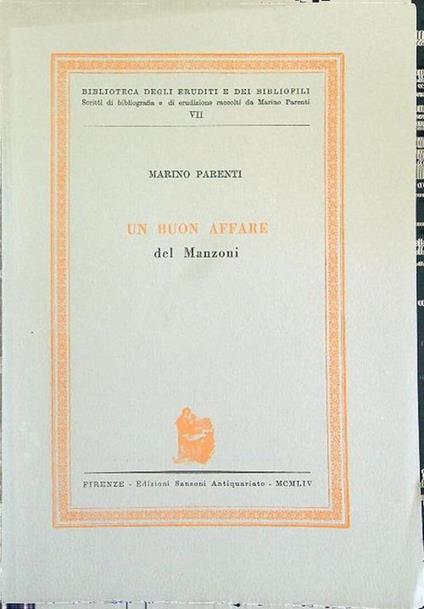 BIBLIOTECA DEGLI ERUDITI E DEI BIBLIOFILI
Scritti di bibliografia e di erudizione raccolti da Marino Parenti
VII
MARINO PARENTI
UN BUON AFFARE
del Manzoni
FIRENZE - Edizioni Sansoni Antiquariato - MCMLIV